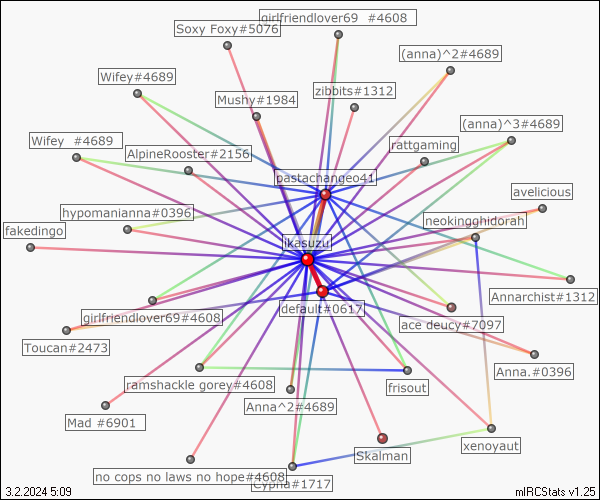 girlfriendlover69 #4608
Soxy Foxy#5076
(anna)^2#4689
Wifey#4689
zibbits#1312
Mushy#1984
(anna)^3#4689
Wifey #4689
rattgaming
AlpineRooster#2156
pastachangeo41
avelicious
hypomanianna#0396
neokingghidorah
fakedingo
ikasuzu
Annarchist#1312
default#0617
girlfriendlover69#4608
ace deucy#7097
Toucan#2473
Anna.#0396
ramshackle gorey#4608
frisout
Anna^2#4689
Mad #6901
xenoyaut
Skalman
no cops no laws no hope#4608
#1717
3.2.2024 5:09
mIRCStats v1.25